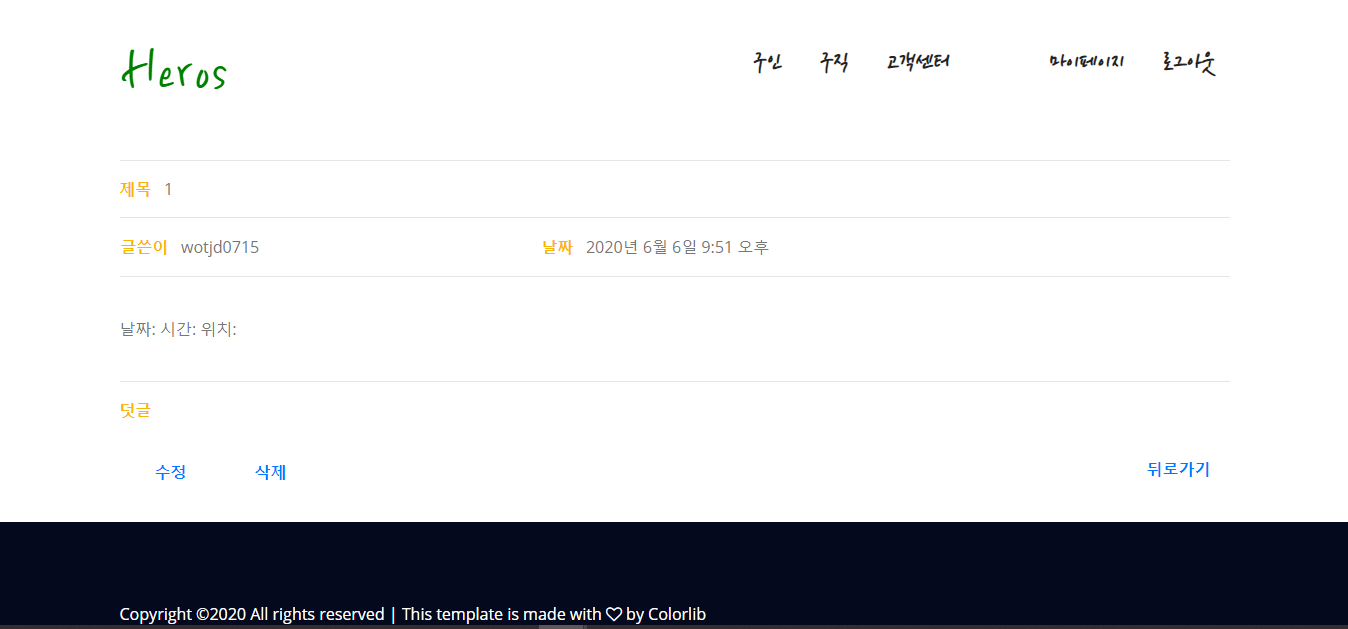 Heros 구인 구직 고객센터 마이페이지 로그아웃
제목 1
글쓴이 wotjd0715 날짜 2020년 6월 6일 9:51 오후
날짜: 시간: 위치:
덧글
수정 삭제 뒤로가기
Copyright ©2020 All rights reserved | This template is made with ♡ by Colorlib